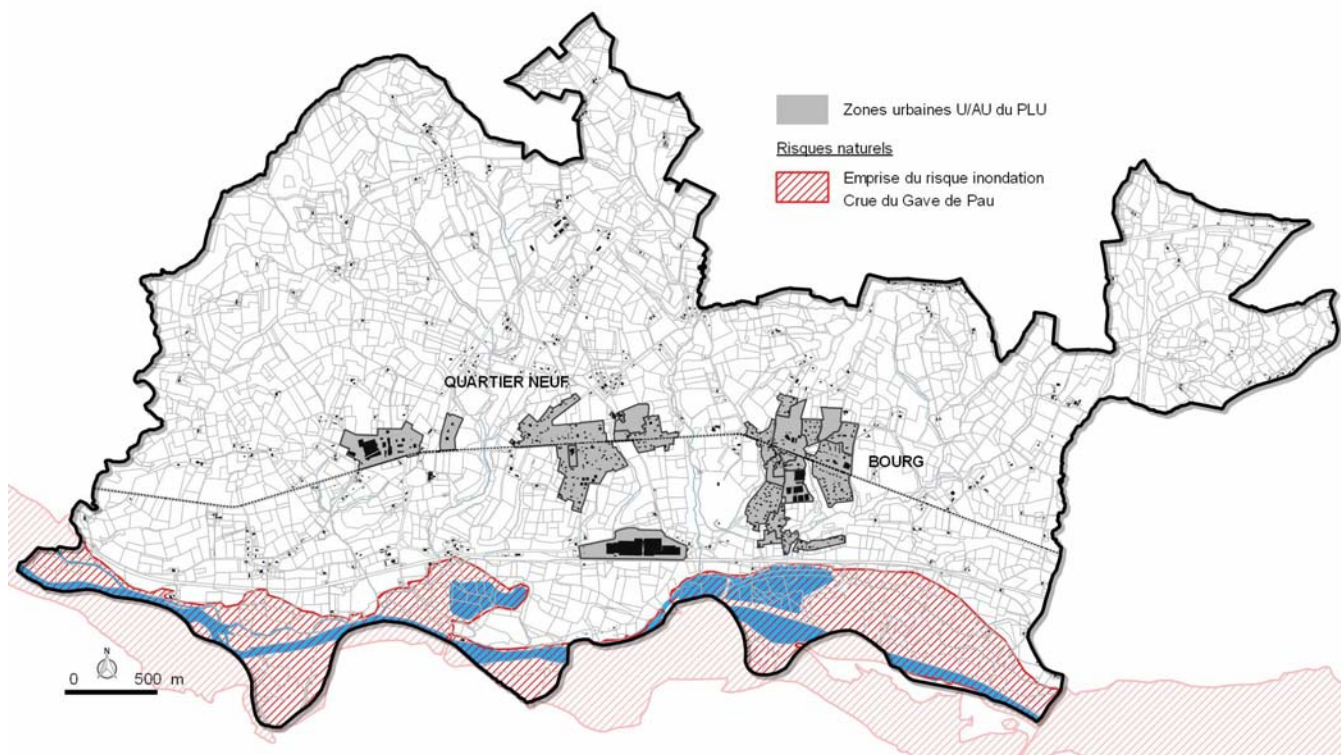 Zones urbaines U/AU du PLU
Risques naturels
Emprise du risque inondation
Crue du Gave de Pau
QUARTIER NEUF
BOURG
N
0 500 m